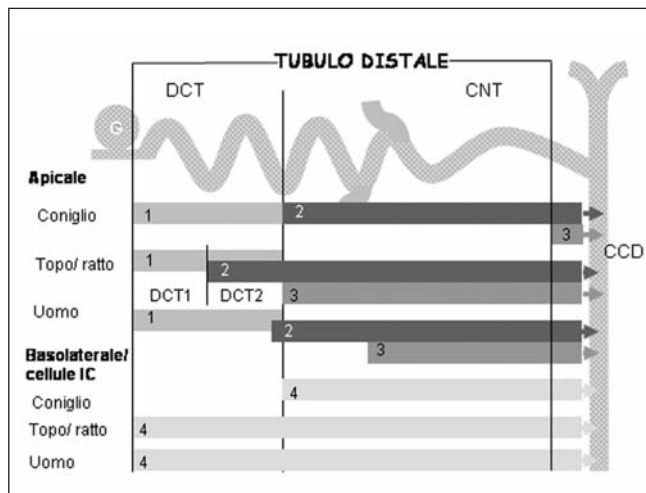 TUBULO DISTALE
DCT CNT
G
Apicale
Coniglio 1 2
3
CCD
Topo/ ratto 1 2
DCT1 DCT2 3
Uomo 1 2
3
Basolaterale/
cellule IC
Coniglio 4
Topo/ ratto 4
Uomo 4